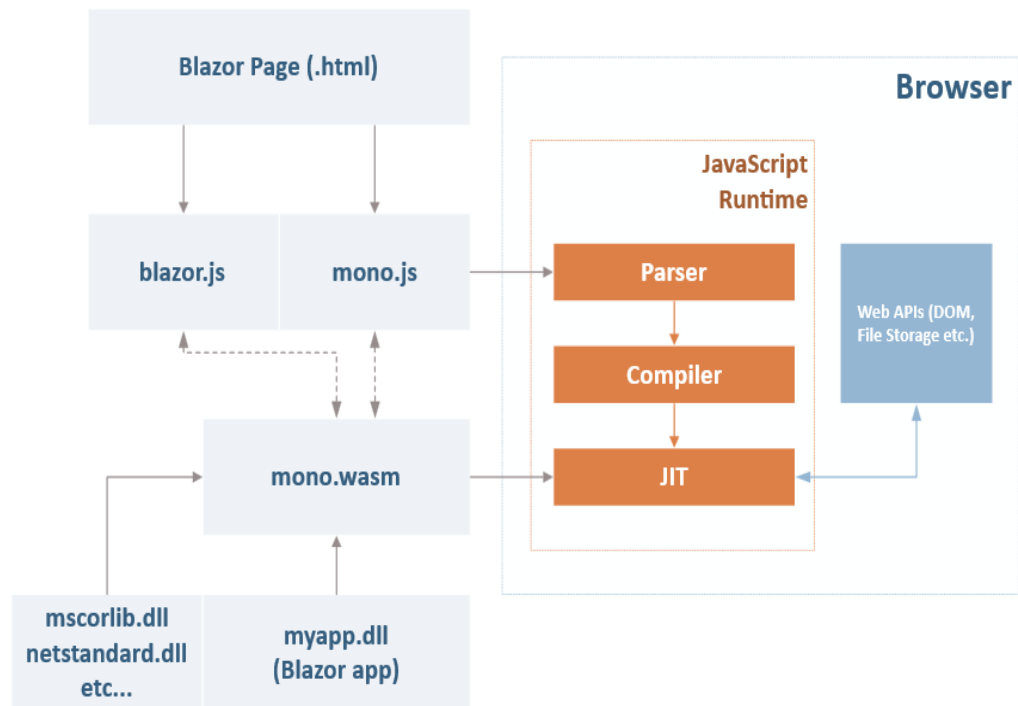 Blazor Page (.html)
Browser
JavaScript
Runtime
blazor.js
mono.js
Parser
Web APIs (DOM,
File Storage etc.)
Compiler
mono.wasm
JIT
mscorlib.dll
netstandard.dll
etc...
myapp.dll
(Blazor app)